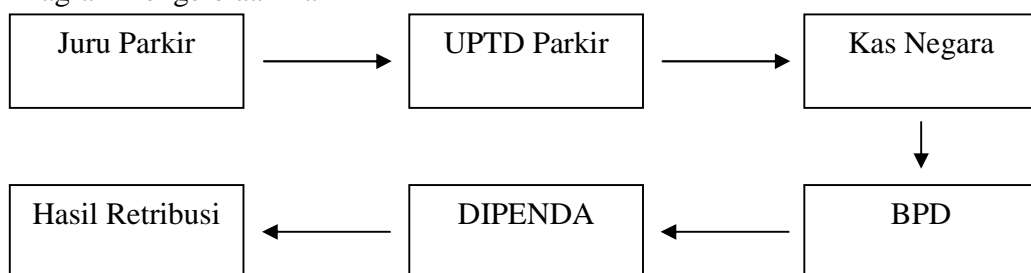 Juru Parkir
UPTD Parkir
Kas Negara
BPD
DIPENDA
Hasil Retribusi